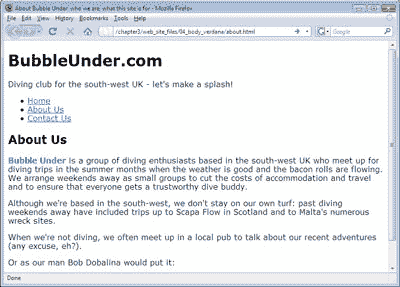 About Bubble Under: who we are, what this site is for - Mozilla Firefox
File Edit View History Bookmarks Tools Help
/chapter3/web_site_files/04_body_verdana/about.html
Google
BubbleUnder.com
Diving club for the south-west UK - let's make a splash!
Home
About Us
Contact Us
About Us
Bubble Under is a group of diving enthusiasts based in the south-west UK who meet up for
diving trips in the summer months when the weather is good and the bacon rolls are flowing.
We arrange weekends away as small groups to cut the costs of accommodation and travel
and to ensure that everyone gets a trustworthy dive buddy.
Although we're based in the south-west, we don't stay on our own turf: past diving
weekends away have included trips up to Scapa Flow in Scotland and to Malta's numerous
wreck sites.
When we're not diving, we often meet up in a local pub to talk about our recent adventures
(any excuse, eh?).
Or as our man Bob Dobalina would put it:
Done